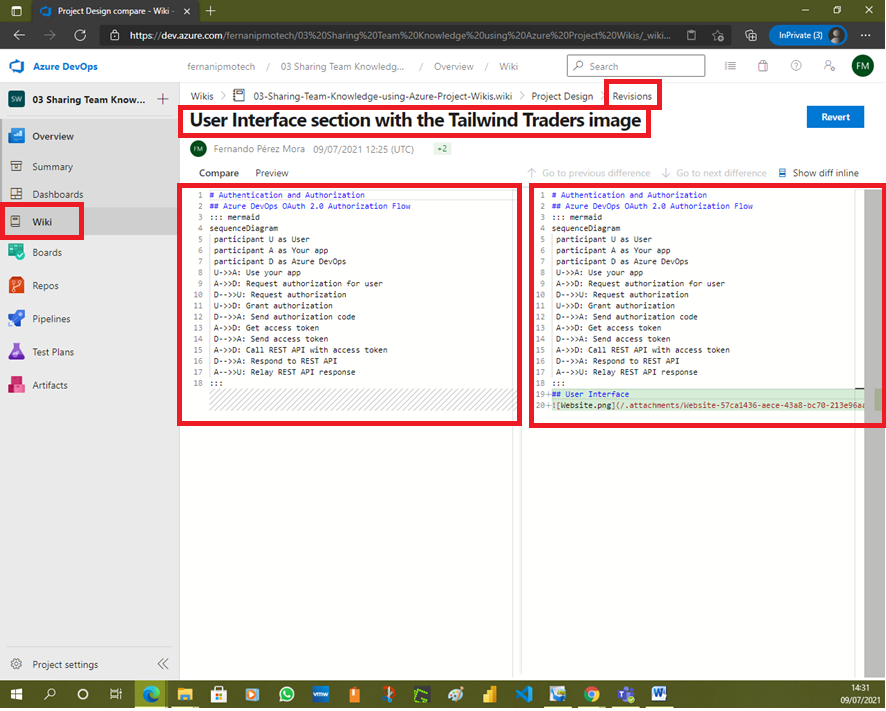 Project Design compare - Wiki -
https://dev.azure.com/fernanipmotech/03%20Sharing%20Team%20Knowledge%20using%20Azure%20Project%20Wikis/_wiki...
InPrivate (3)
Azure DevOps
fernanipmotech / 03 Sharing Team Knowledg... / Overview / Wiki
Search
FM
SW 03 Sharing Team Know...
Overview
Summary
Dashboards
Wiki
Boards
Repos
Pipelines
Test Plans
Artifacts
Project settings
Wikis > 03-Sharing-Team-Knowledge-using-Azure-Project-Wikis.wiki > Project Design > Revisions
User Interface section with the Tailwind Traders image
Revert
FM Fernando Pérez Mora 09/07/2021 12:25 (UTC) +2
Compare Preview
Go to previous difference Go to next difference Show diff inline
1 # Authentication and Authorization
2 ## Azure DevOps OAuth 2.0 Authorization Flow
3 ::: mermaid
4 sequenceDiagram
5 participant U as User
6 participant A as Your app
7 participant D as Azure DevOps
8 U->>A: Use your app
9 A->>D: Request authorization for user
10 D-->>U: Request authorization
11 U->>D: Grant authorization
12 D-->>A: Send authorization code
13 A->>D: Get access token
14 D-->>A: Send access token
15 A->>D: Call REST API with access token
16 D-->>A: Respond to REST API
17 A-->>U: Relay REST API response
18 :::
1 # Authentication and Authorization
2 ## Azure DevOps OAuth 2.0 Authorization Flow
3 ::: mermaid
4 sequenceDiagram
5 participant U as User
6 participant A as Your app
7 participant D as Azure DevOps
8 U->>A: Use your app
9 A->>D: Request authorization for user
10 D-->>U: Request authorization
11 U->>D: Grant authorization
12 D-->>A: Send authorization code
13 A->>D: Get access token
14 D-->>A: Send access token
15 A->>D: Call REST API with access token
16 D-->>A: Respond to REST API
17 A-->>U: Relay REST API response
18 :::
19+ ## User Interface
20+ ![Website.png](/.attachments/Website-57ca1436-aece-43a8-bc70-213e96aa
vmw
14:31
09/07/2021